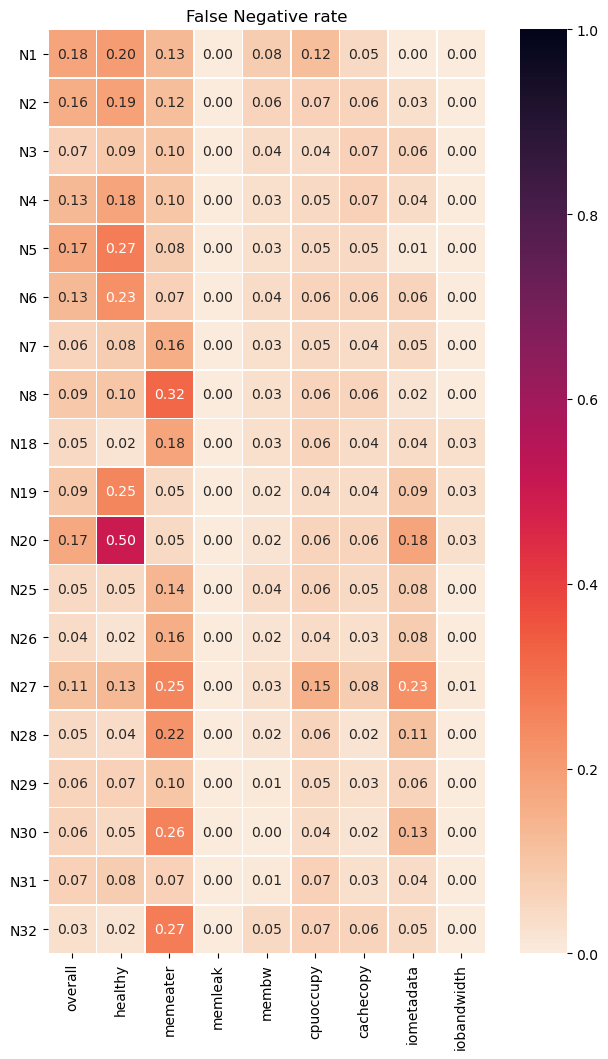 False Negative rate
N1 0.18 0.20 0.13 0.00 0.08 0.12 0.05 0.00 0.00
N2 0.16 0.19 0.12 0.00 0.06 0.07 0.06 0.03 0.00
N3 0.07 0.09 0.10 0.00 0.04 0.04 0.07 0.06 0.00
N4 0.13 0.18 0.10 0.00 0.03 0.05 0.07 0.04 0.00
N5 0.17 0.27 0.08 0.00 0.03 0.05 0.05 0.01 0.00
N6 0.13 0.23 0.07 0.00 0.04 0.06 0.06 0.06 0.00
N7 0.06 0.08 0.16 0.00 0.03 0.05 0.04 0.05 0.00
N8 0.09 0.10 0.32 0.00 0.03 0.06 0.06 0.02 0.00
N18 0.05 0.02 0.18 0.00 0.03 0.06 0.04 0.04 0.03
N19 0.09 0.25 0.05 0.00 0.02 0.04 0.04 0.09 0.03
N20 0.17 0.50 0.05 0.00 0.02 0.06 0.06 0.18 0.03
N25 0.05 0.05 0.14 0.00 0.04 0.06 0.05 0.08 0.00
N26 0.04 0.02 0.16 0.00 0.02 0.04 0.03 0.08 0.00
N27 0.11 0.13 0.25 0.00 0.03 0.15 0.08 0.23 0.01
N28 0.05 0.04 0.22 0.00 0.02 0.06 0.02 0.11 0.00
N29 0.06 0.07 0.10 0.00 0.01 0.05 0.03 0.06 0.00
N30 0.06 0.05 0.26 0.00 0.00 0.04 0.02 0.13 0.00
N31 0.07 0.08 0.07 0.00 0.01 0.07 0.03 0.04 0.00
N32 0.03 0.02 0.27 0.00 0.05 0.07 0.06 0.05 0.00
overall
healthy
memeater
memleak
membw
cpuoccupy
cachecopy
iometadata
iobandwidth
1.0
0.8
0.6
0.4
0.2
0.0